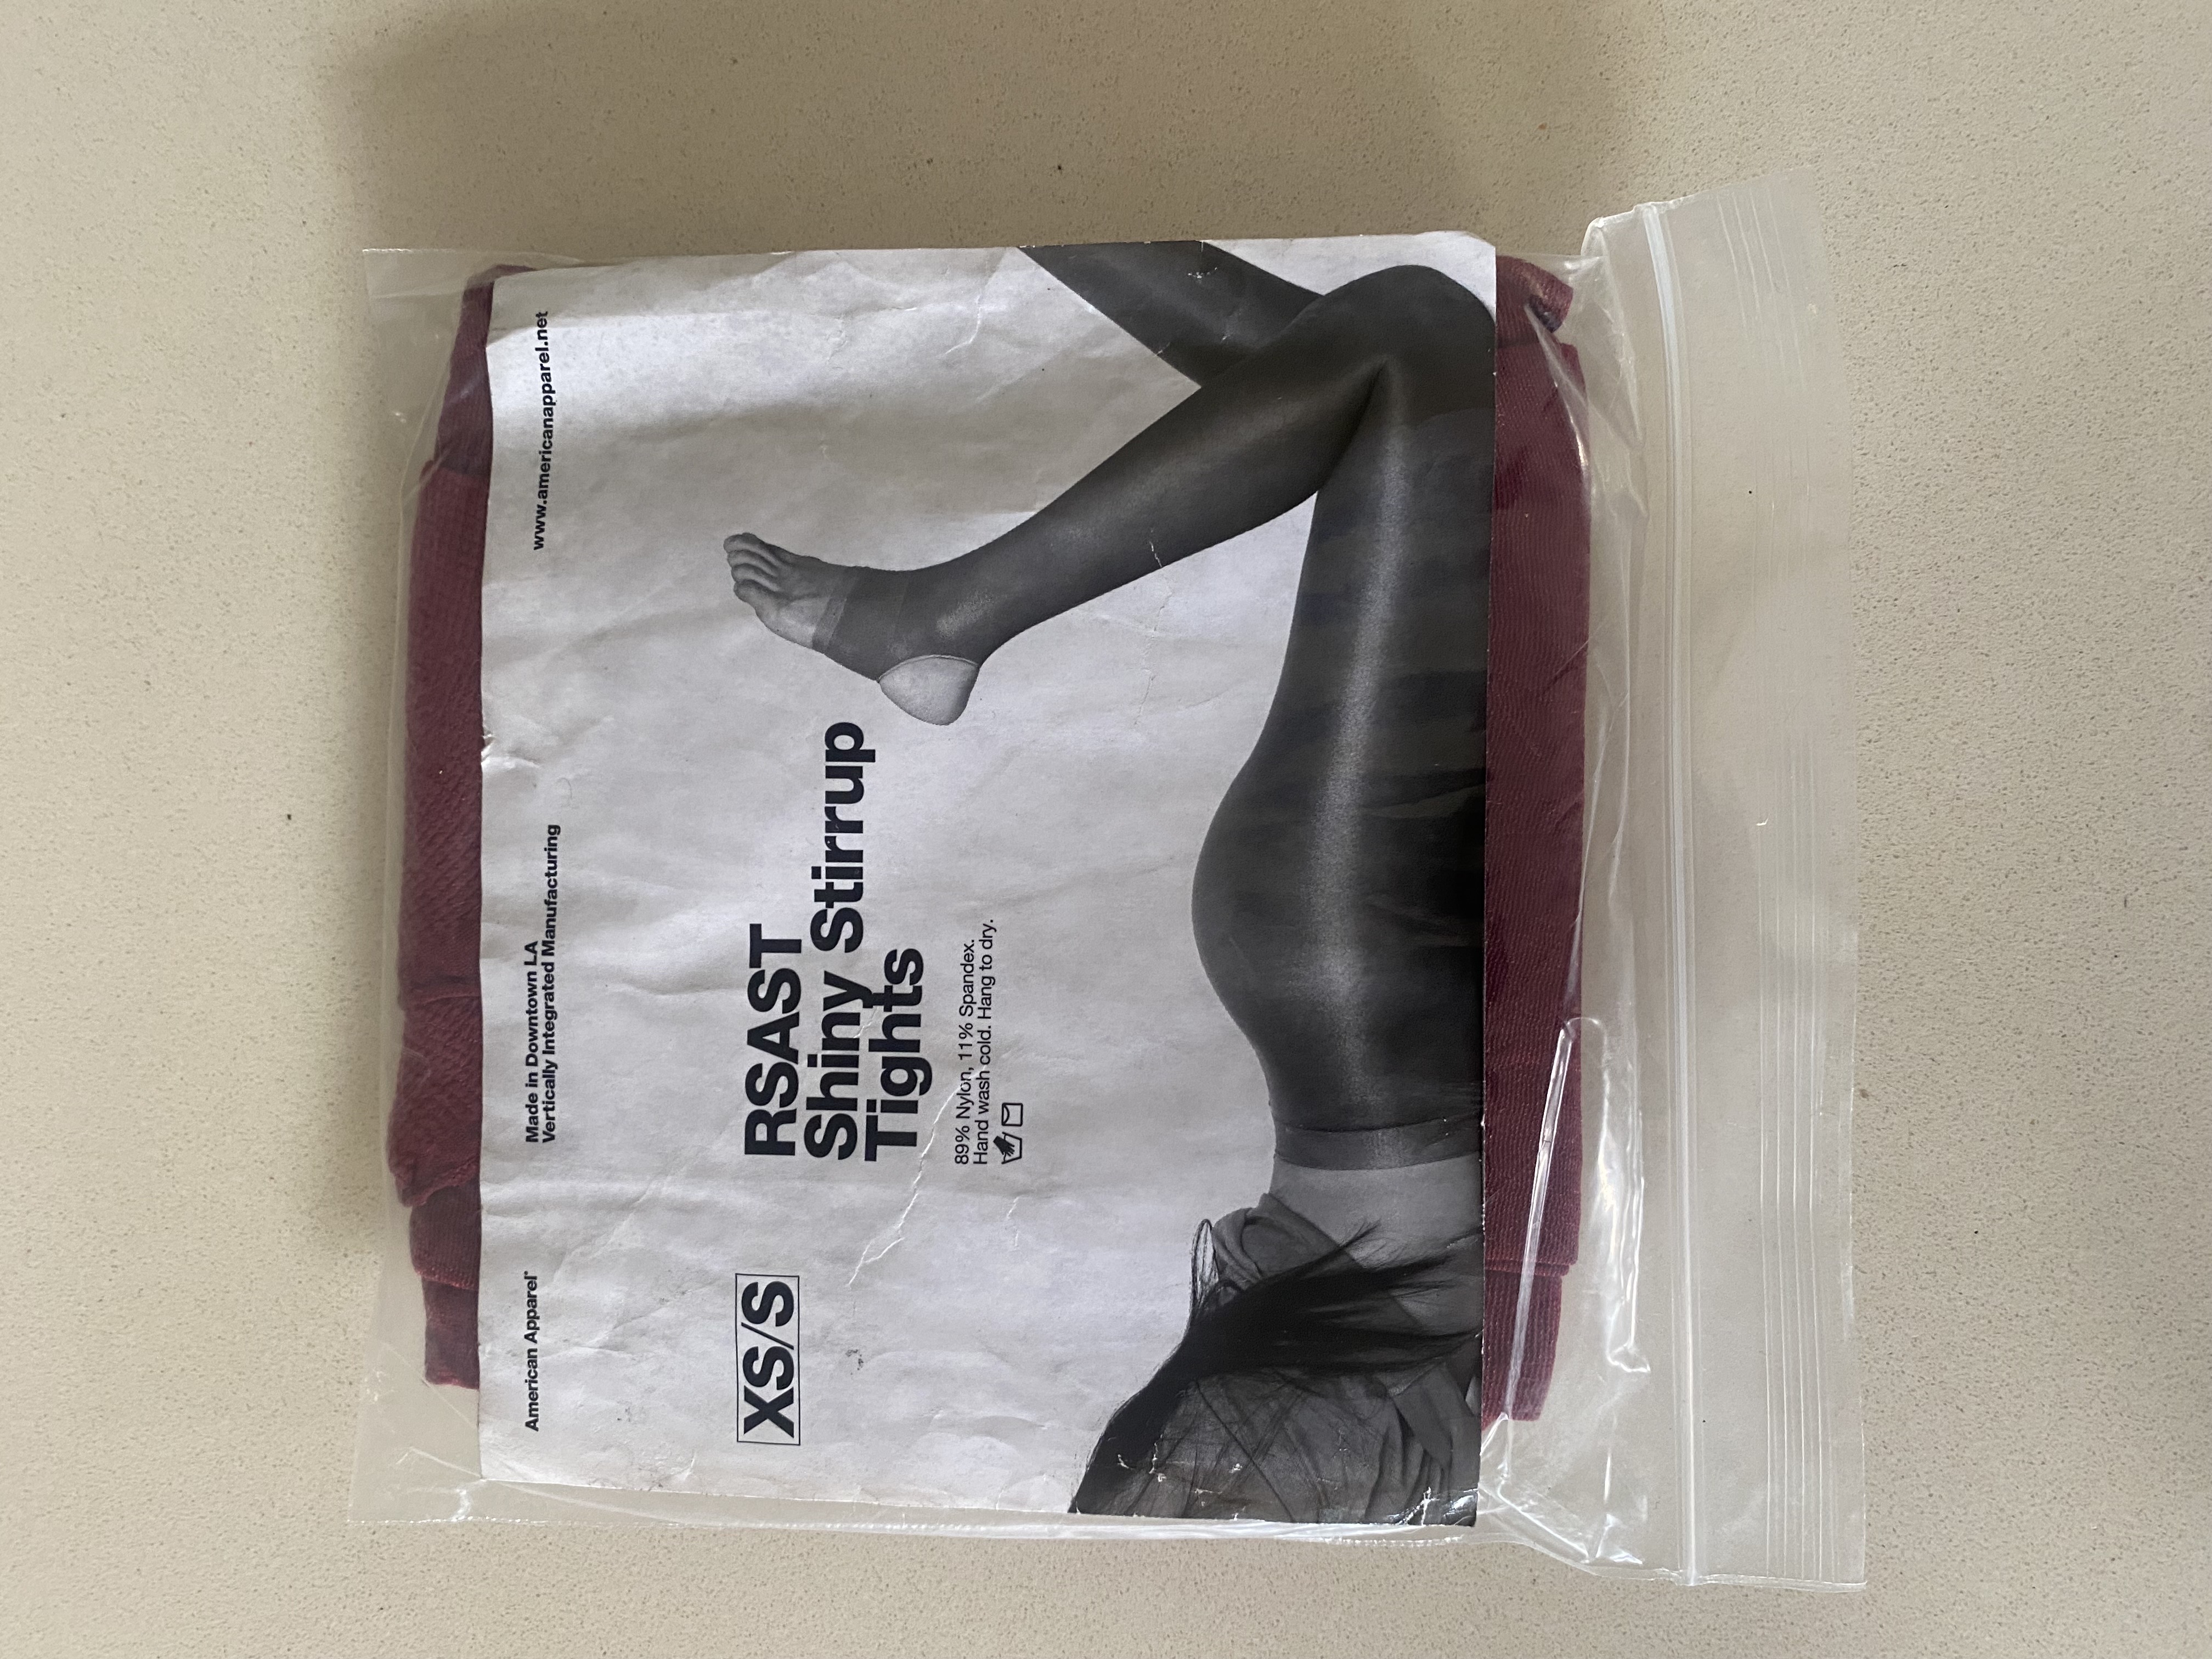 American Apparel®
Made in Downtown LA
Vertically Integrated Manufacturing
www.americanapparel.net
XS/S
RSAST
Shiny Stirrup
Tights
89% Nylon, 11% Spandex.
Hand wash cold. Hang to dry.